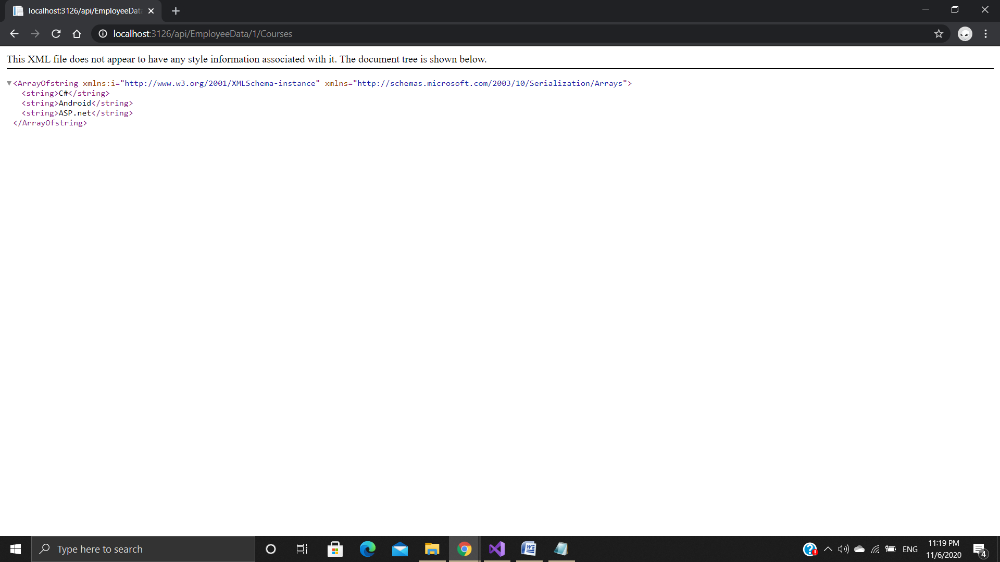 localhost:3126/api/EmployeeDat
localhost:3126/api/EmployeeData/1/Courses
This XML file does not appear to have any style information associated with it. The document tree is shown below.
<ArrayOfstring xmlns:i="http://www.w3.org/2001/XMLSchema-instance" xmlns="http://schemas.microsoft.com/2003/10/Serialization/Arrays">
<string>C#</string>
<string>Android</string>
<string>ASP.net</string>
</ArrayOfstring>
Type here to search
ENG
11:19 PM
11/6/2020
4